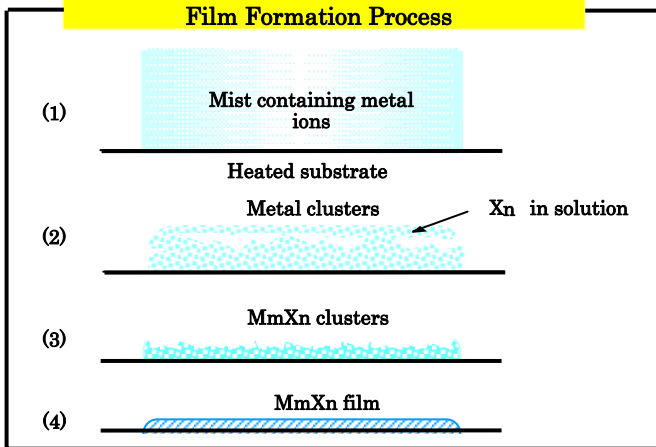 Film Formation Process
(1)
Mist containing metal
ions
Heated substrate
Metal clusters
Xn in solution
(2)
MmXn clusters
(3)
MmXn film
(4)